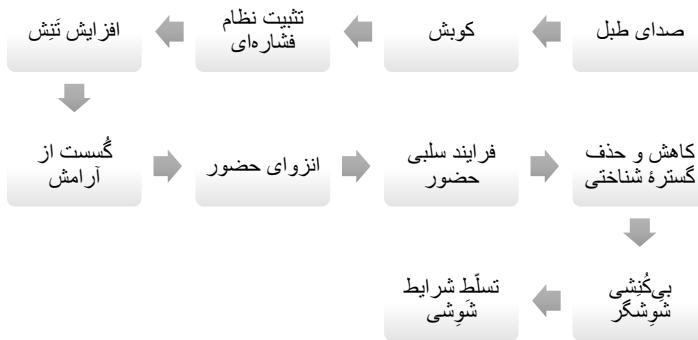 صدای طبل
کوبش
تثبیت نظام
فشاره‌ای
افزایش تَنِش
گُسست از
آرامش
انزوای حضور
فرایند سلبی
حضور
کاهش و حذف
گسترهٔ شناختی
بی‌کُنِشی
شَوِشگر
تسلّط شرایط
شَوِشی